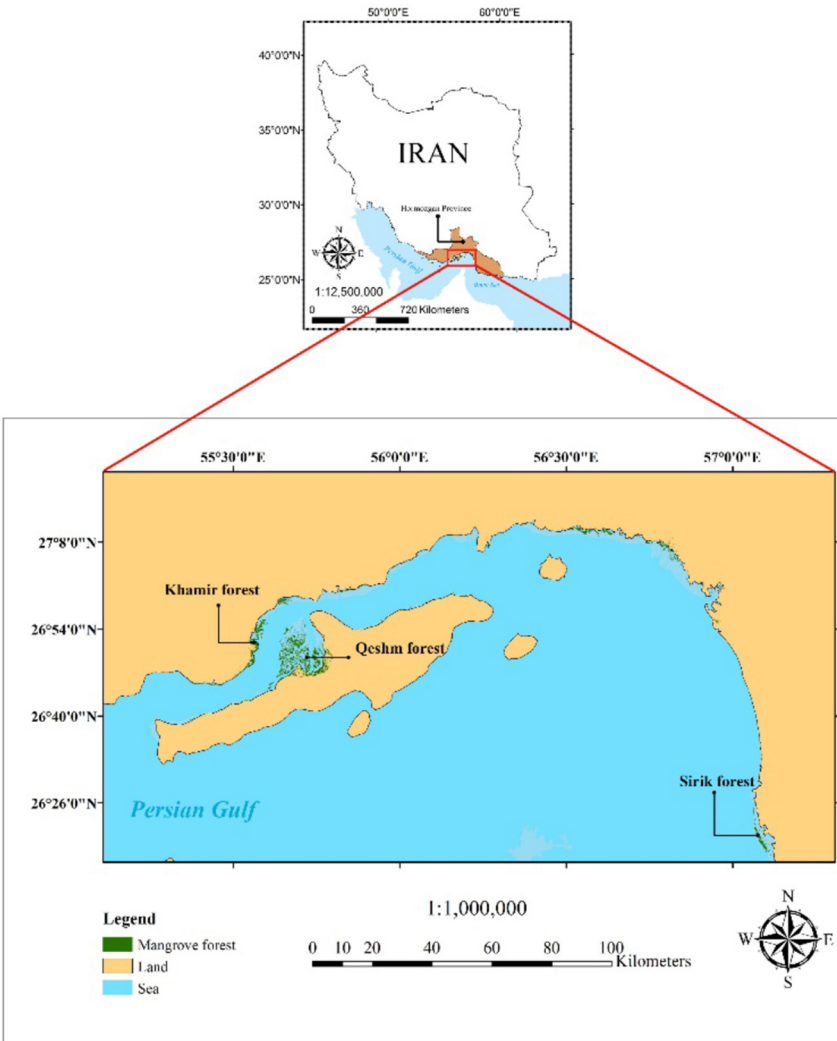 50°0'0"E
60°0'0"E
40°0'0"N
35°0'0"N
30°0'0"N
25°0'0"N
IRAN
Hormozgan Province
Persian Gulf
N
W
E
S
1:12,500,000
0 360 720 Kilometers
55°30'0"E
56°0'0"E
56°30'0"E
57°0'0"E
27°8'0"N
26°54'0"N
26°40'0"N
26°26'0"N
Khamir forest
Qeshm forest
Sirik forest
Persian Gulf
Legend
Mangrove forest
Land
Sea
1:1,000,000
0 10 20 40 60 80 100
Kilometers
N
W
E
S